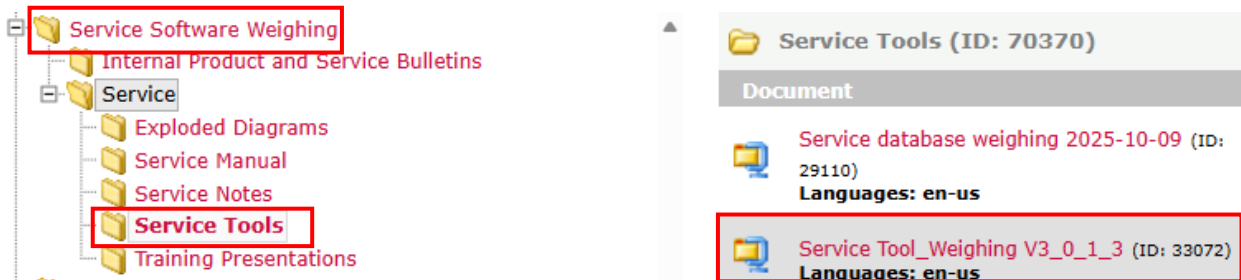 Service Software Weighing
Internal Product and Service Bulletins
Service
Exploded Diagrams
Service Manual
Service Notes
Service Tools
Training Presentations
Service Tools (ID: 70370)
Document
Service database weighing 2025-10-09 (ID:
29110)
Languages: en-us
Service Tool_Weighing V3_0_1_3 (ID: 33072)
Languages: en-us